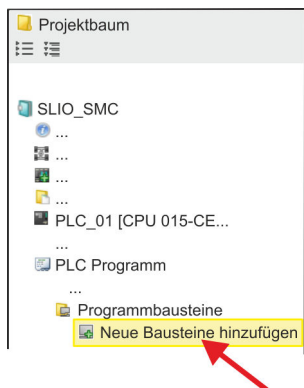 Projektbaum
SLIO_SMC
...
...
...
...
PLC_01 [CPU 015-CE...
...
PLC Programm
...
Programmbausteine
Neue Bausteine hinzufügen